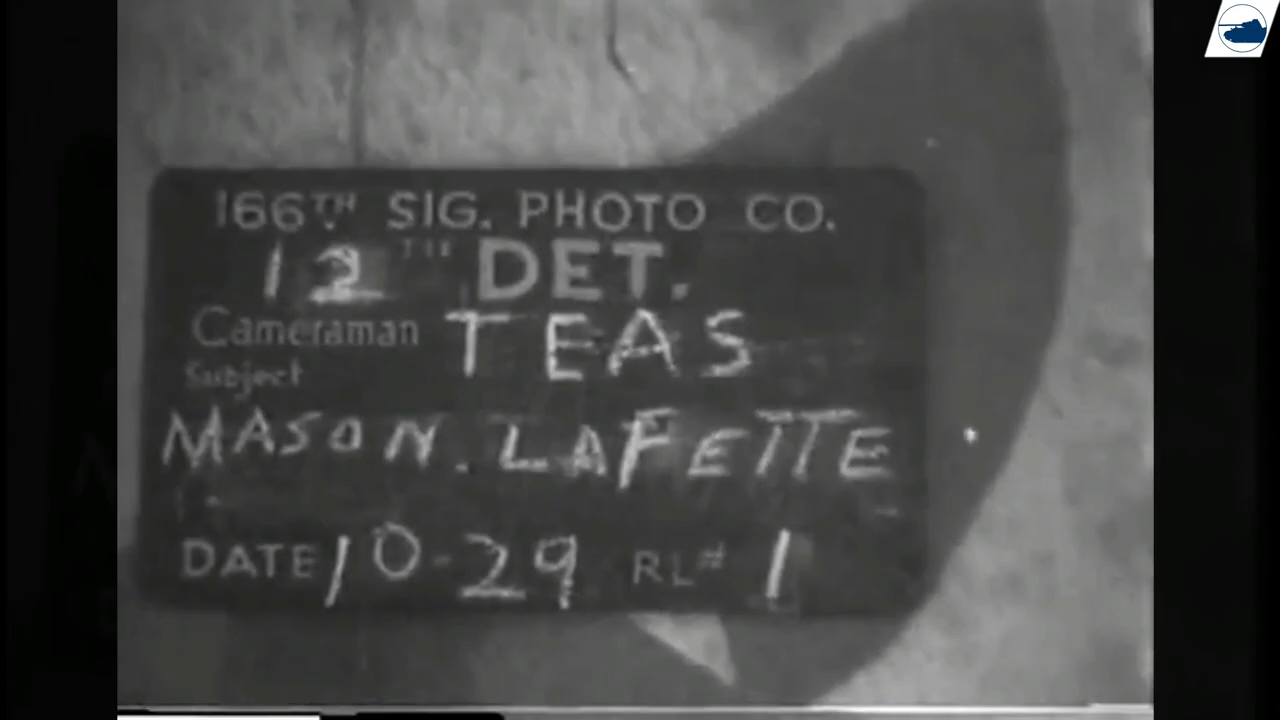 166TH SIG. PHOTO CO.
12TH DET.
Cameraman TEAS
Subject
MASON. LAFETTE
DATE 10-29 RL# 1